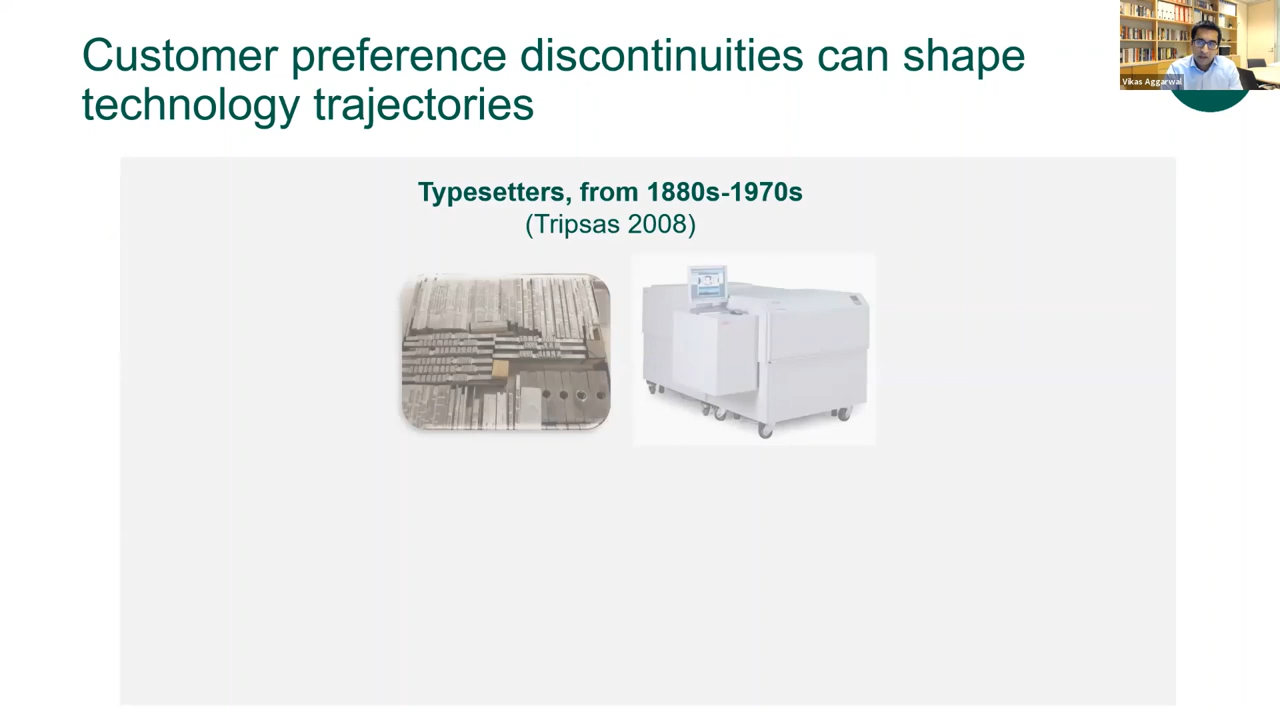 Customer preference discontinuities can shape
technology trajectories
Vikas Aggarwal
Typesetters, from 1880s-1970s
(Tripsas 2008)